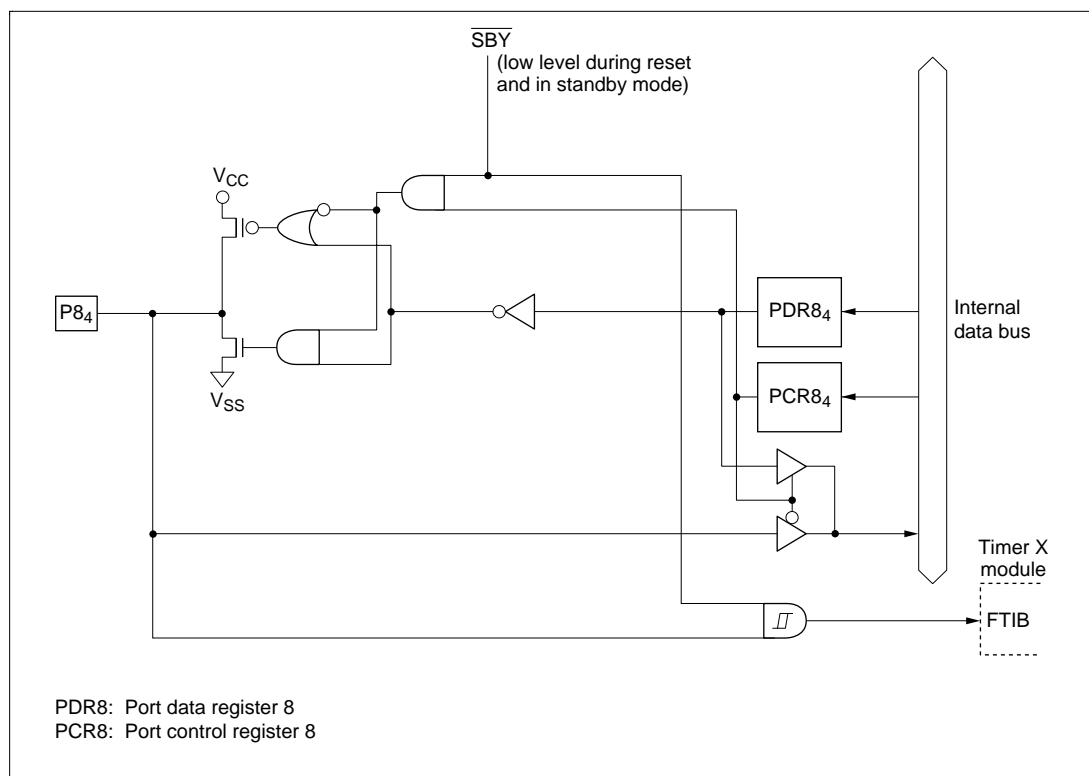 SBY
(low level during reset
and in standby mode)
VCC
P84
VSS
PDR84
PCR84
Internal
data bus
Timer X
module
FTIB
PDR8: Port data register 8
PCR8: Port control register 8